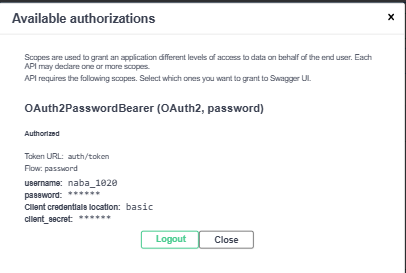 Available authorizations
x
Scopes are used to grant an application different levels of access to data on behalf of the end user. Each
API may declare one or more scopes.
API requires the following scopes. Select which ones you want to grant to Swagger UI.
OAuth2PasswordBearer (OAuth2, password)
Authorized
Token URL: auth/token
Flow: password
username: naba_1020
password: ******
Client credentials location: basic
client_secret: ******
Logout
Close